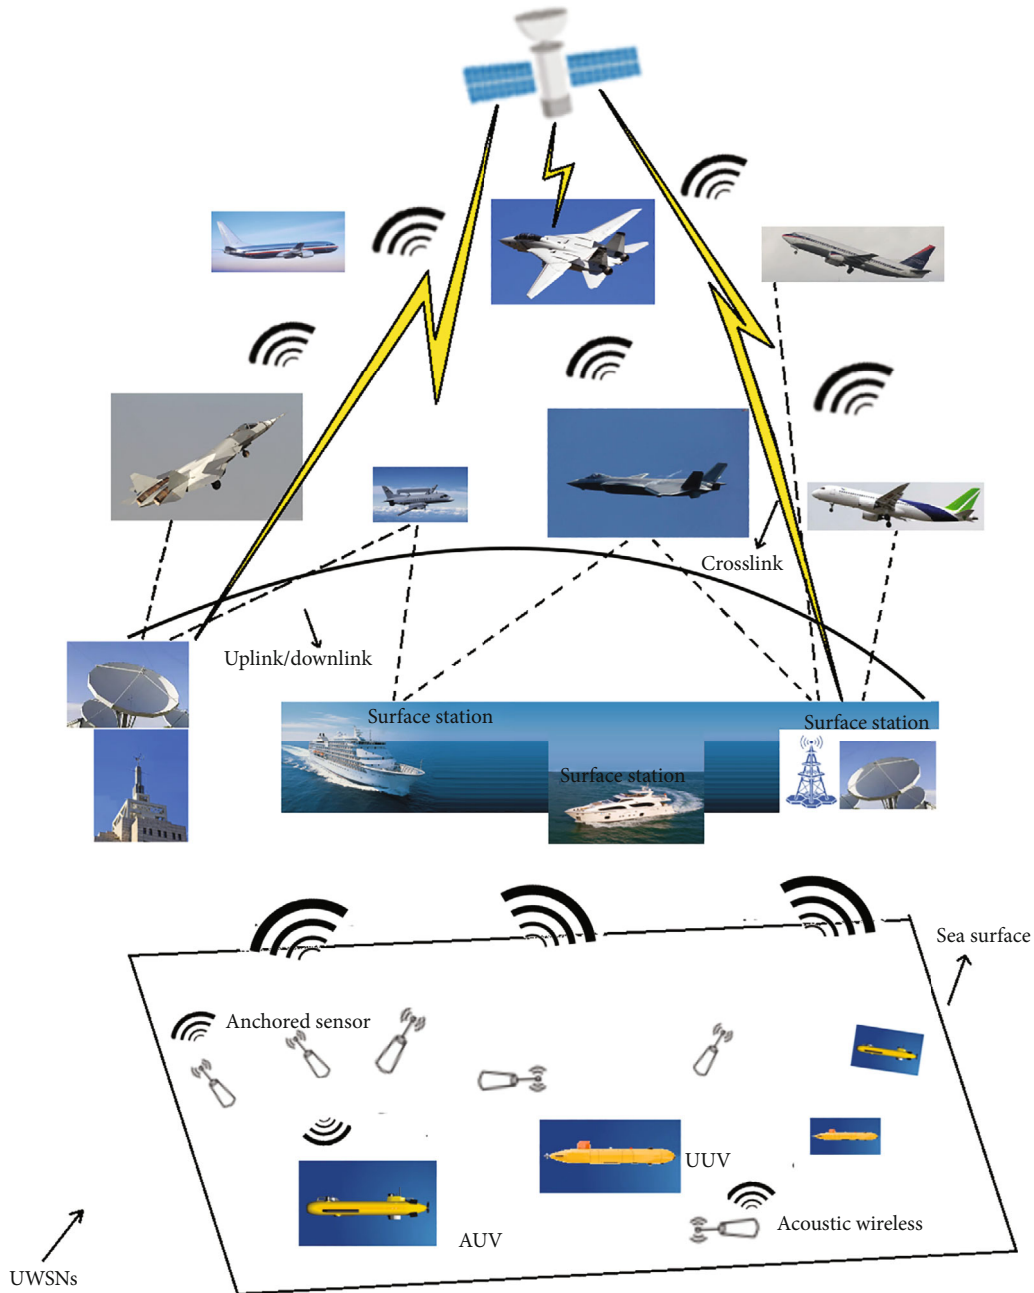 Crosslink
Uplink/downlink
Surface station
Surface station
Surface station
Sea surface
Anchored sensor
UUV
Acoustic wireless
AUV
UWSNs